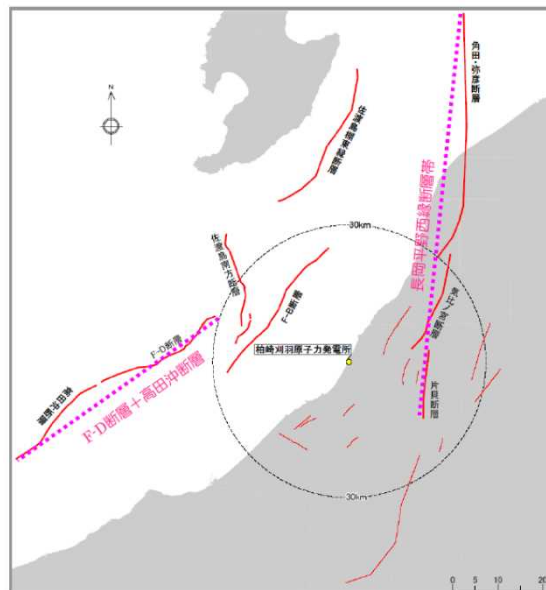 角田・弥彦断層
N
佐渡島棚東縁断層
長岡平野西縁断層帯
30km
佐渡島南方断層
F-B断層
気比ノ宮断層
F-D断層
柏崎刈羽原子力発電所
高田沖断層
F-D断層+高田沖断層
片貝断層
30km
0 5 10 20